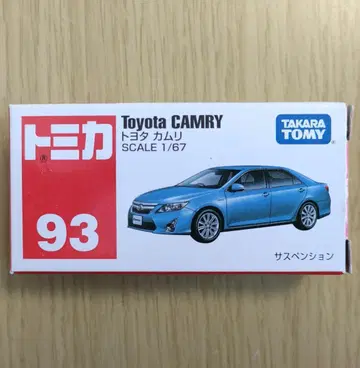 トミカ
93
Toyota CAMRY
トヨタ カムリ
SCALE 1/67
TAKARA
TOMY
サスペンション